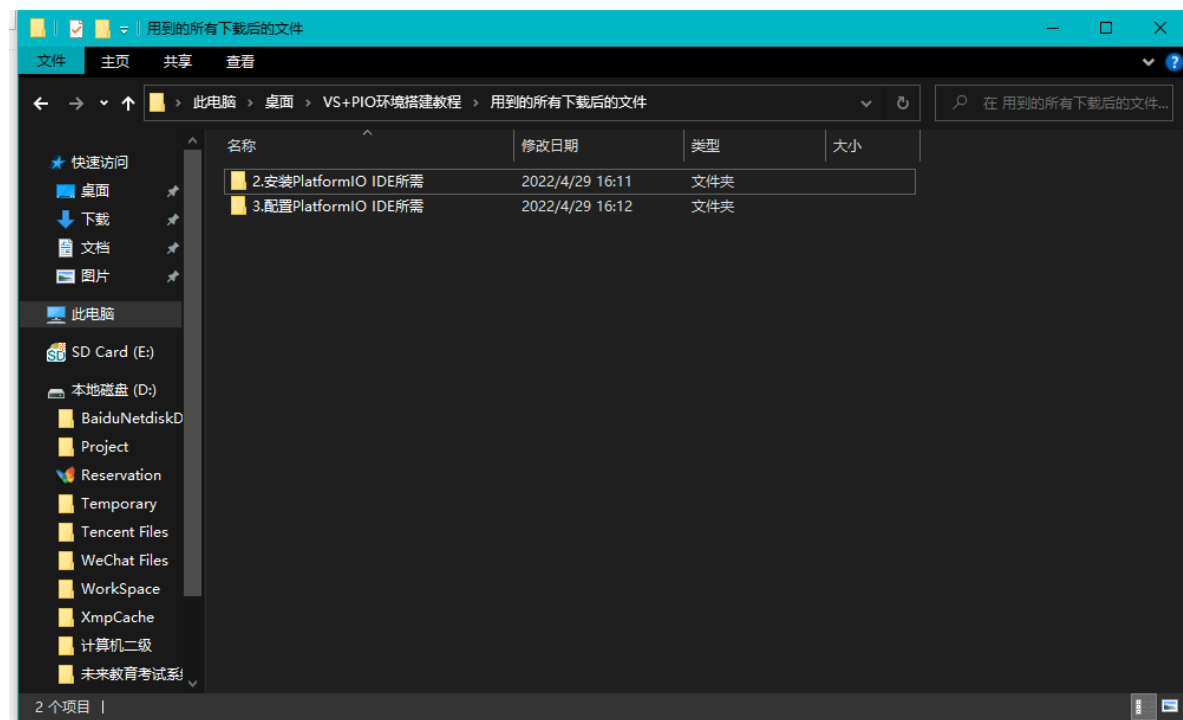 用到的所有下载后的文件
文件 主页 共享 查看
此电脑 › 桌面 › VS+PIO环境搭建教程 › 用到的所有下载后的文件
在 用到的所有下载后的文件...
名称 修改日期 类型 大小
2.安装PlatformIO IDE所需 2022/4/29 16:11 文件夹
3.配置PlatformIO IDE所需 2022/4/29 16:12 文件夹
快速访问
桌面
下载
文档
图片
此电脑
SD Card (E:)
本地磁盘 (D:)
BaiduNetdiskD
Project
Reservation
Temporary
Tencent Files
WeChat Files
WorkSpace
XmpCache
计算机二级
未来教育考试系
2 个项目